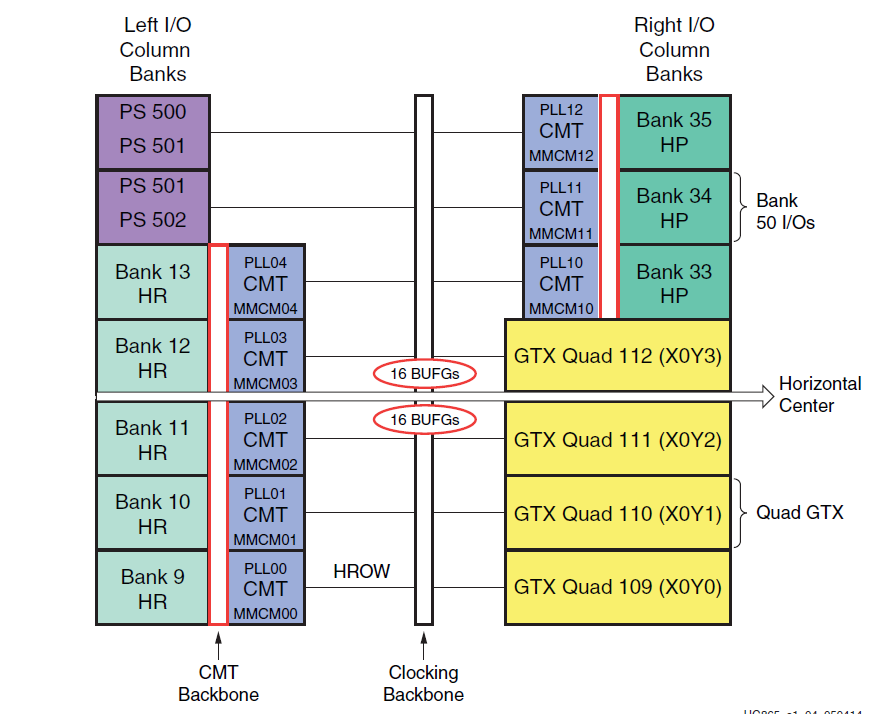 Left I/O
Column
Banks
Right I/O
Column
Banks
PS 500
PS 501
PLL12
CMT
MMCM12
Bank 35
HP
PS 501
PS 502
PLL11
CMT
MMCM11
Bank 34
HP
Bank
50 I/Os
Bank 13
HR
PLL04
CMT
MMCM04
PLL10
CMT
MMCM10
Bank 33
HP
Bank 12
HR
PLL03
CMT
MMCM03
16 BUFGs
GTX Quad 112 (X0Y3)
Horizontal
Center
Bank 11
HR
PLL02
CMT
MMCM02
16 BUFGs
GTX Quad 111 (X0Y2)
Bank 10
HR
PLL01
CMT
MMCM01
GTX Quad 110 (X0Y1)
Quad GTX
Bank 9
HR
PLL00
CMT
MMCM00
HROW
GTX Quad 109 (X0Y0)
CMT
Backbone
Clocking
Backbone